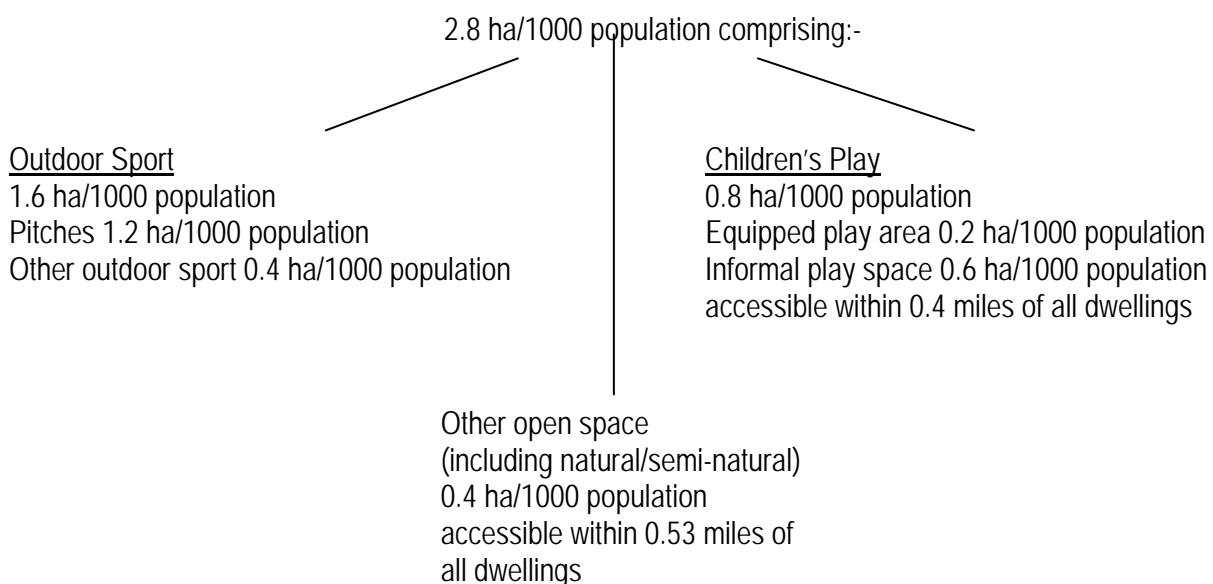 2.8 ha/1000 population comprising:-
Outdoor Sport
1.6 ha/1000 population
Pitches 1.2 ha/1000 population
Other outdoor sport 0.4 ha/1000 population
Children's Play
0.8 ha/1000 population
Equipped play area 0.2 ha/1000 population
Informal play space 0.6 ha/1000 population
accessible within 0.4 miles of all dwellings
Other open space
(including natural/semi-natural)
0.4 ha/1000 population
accessible within 0.53 miles of
all dwellings